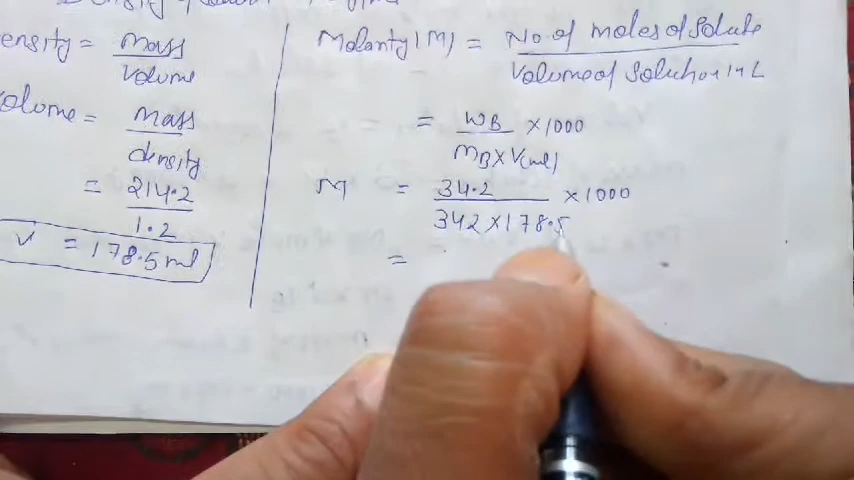 ensity = mass
volume
olume = mass
density
= 214.2
1.2
V = 178.5 ml
Molarity (M) = No. of moles of Solute
Volume of Solution in L
= WB × 1000
MB × V(ml)
M = 34.2 × 1000
342 × 178.5
=